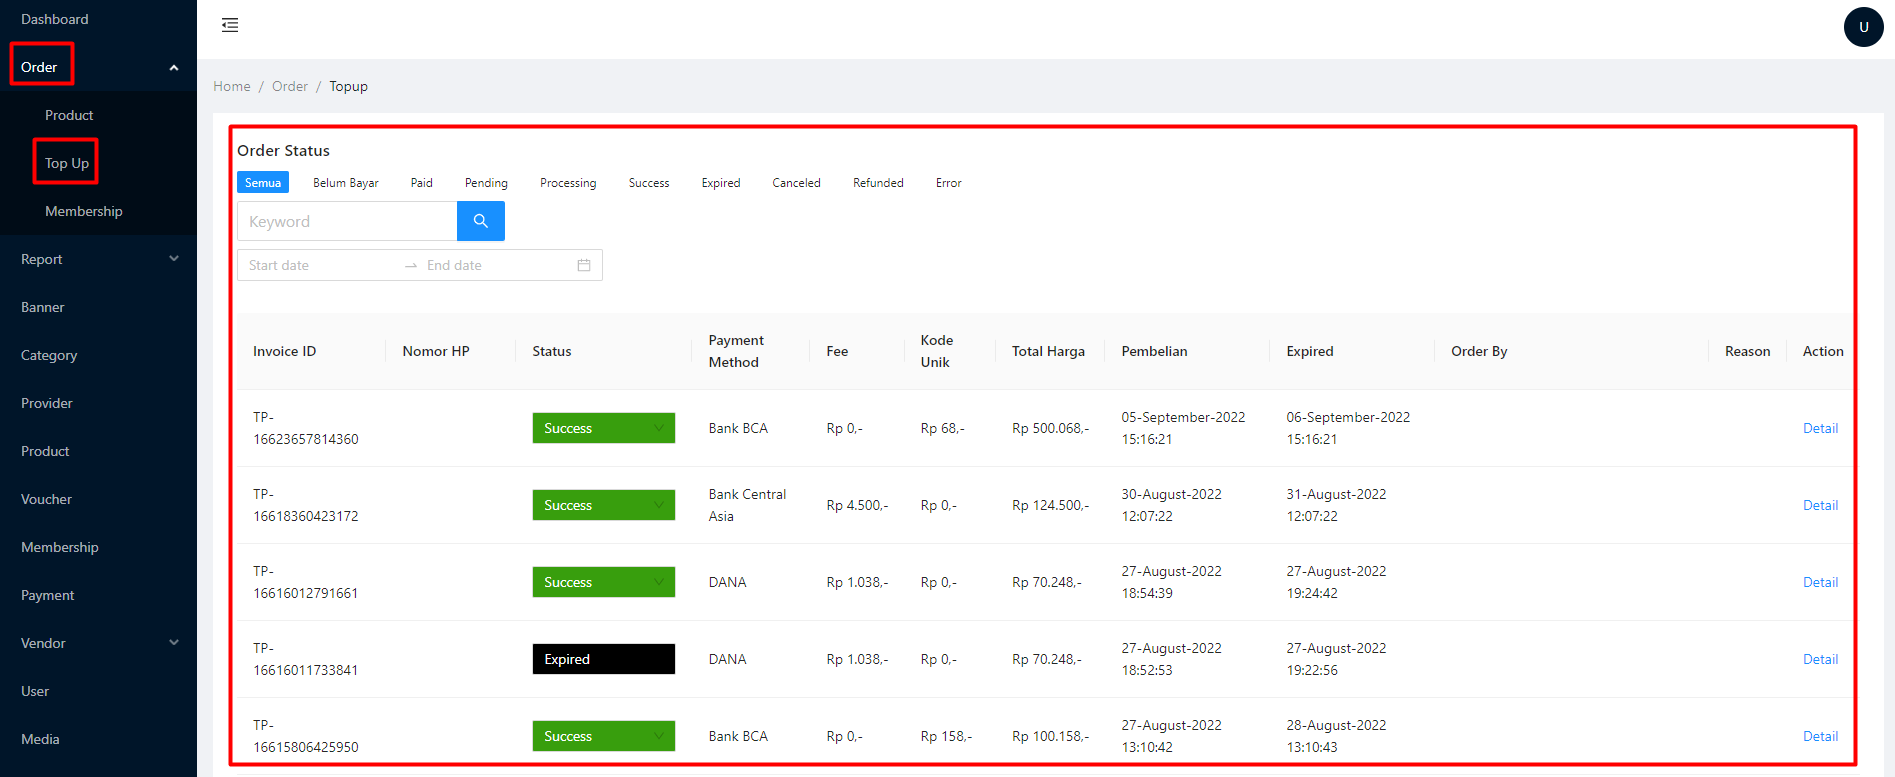 Dashboard
Order
Product
Top Up
Membership
Report
Banner
Category
Provider
Product
Voucher
Membership
Payment
Vendor
User
Media
U
Home / Order / Topup
Order Status
Semua Belum Bayar Paid Pending Processing Success Expired Canceled Refunded Error
Keyword
Start date → End date
Invoice ID Nomor HP Status Payment Method Fee Kode Unik Total Harga Pembelian Expired Order By Reason Action
TP-16623657814360 Success Bank BCA Rp 0,- Rp 68,- Rp 500.068,- 05-September-2022 15:16:21 06-September-2022 15:16:21 Detail
TP-16618360423172 Success Bank Central Asia Rp 4.500,- Rp 0,- Rp 124.500,- 30-August-2022 12:07:22 31-August-2022 12:07:22 Detail
TP-16616012791661 Success DANA Rp 1.038,- Rp 0,- Rp 70.248,- 27-August-2022 18:54:39 27-August-2022 19:24:42 Detail
TP-16616011733841 Expired DANA Rp 1.038,- Rp 0,- Rp 70.248,- 27-August-2022 18:52:53 27-August-2022 19:22:56 Detail
TP-16615806425950 Success Bank BCA Rp 0,- Rp 158,- Rp 100.158,- 27-August-2022 13:10:42 28-August-2022 13:10:43 Detail